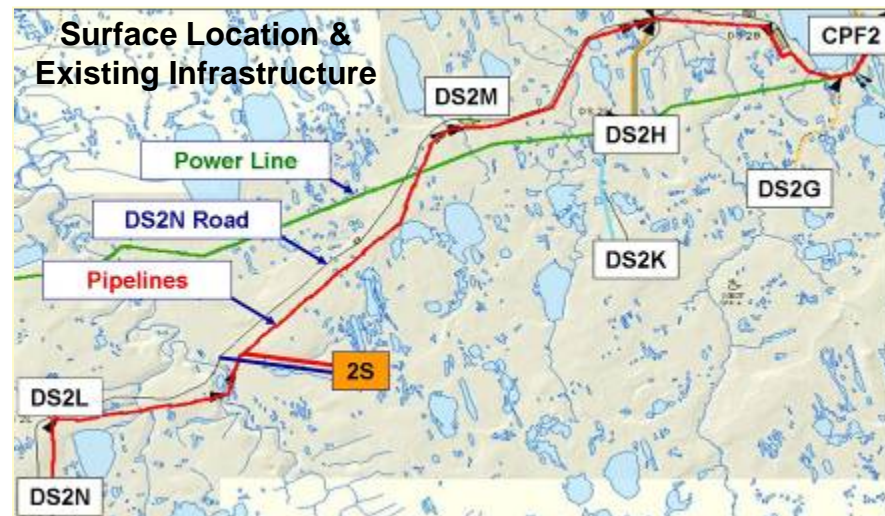 Surface Location &
Existing Infrastructure
CPF2
DS2M
DS2H
Power Line
DS2G
DS2N Road
DS2K
Pipelines
2S
DS2L
DS2N